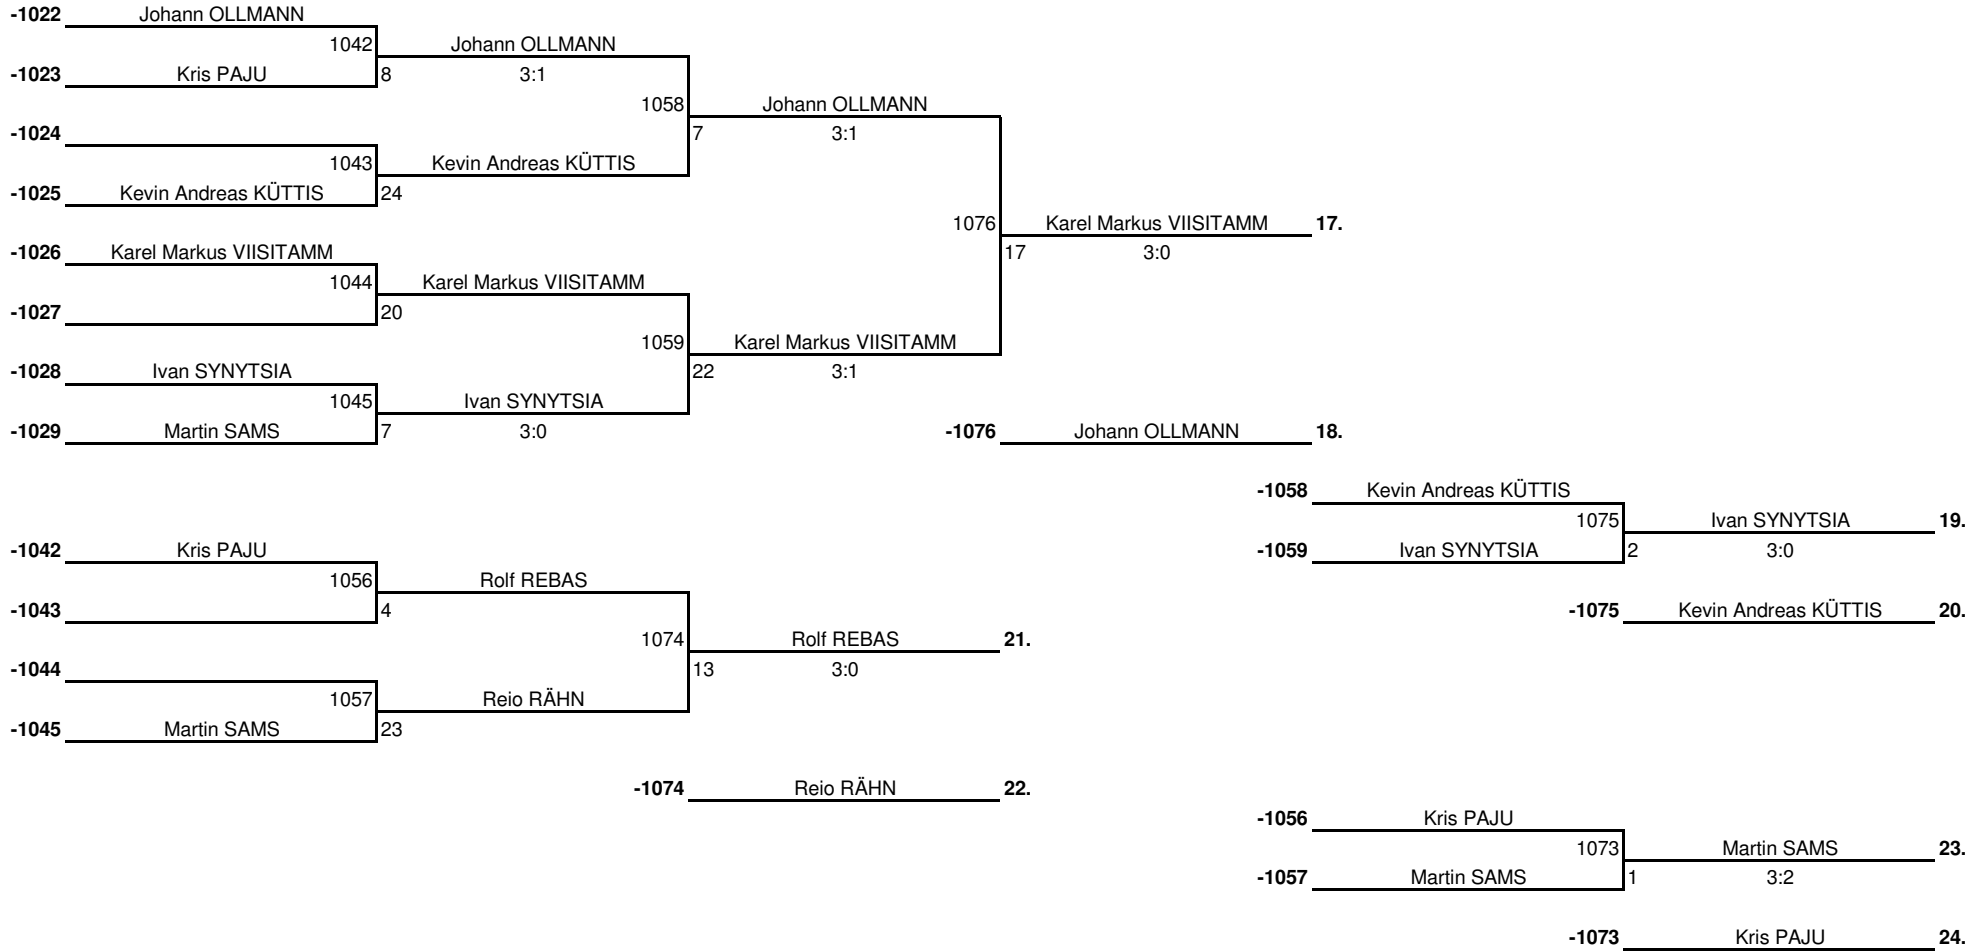 -1022 Johann OLLMANN
1042 Johann OLLMANN
-1023 Kris PAJU 8 3:1
1058 Johann OLLMANN
-1024 7 3:1
1043 Kevin Andreas KÜTTIS
-1025 Kevin Andreas KÜTTIS 24
1076 Karel Markus VIISITAMM 17.
-1026 Karel Markus VIISITAMM 17 3:0
1044 Karel Markus VIISITAMM
-1027 20
1059 Karel Markus VIISITAMM
-1028 Ivan SYNYTSIA 22 3:1
1045 Ivan SYNYTSIA
-1029 Martin SAMS 7 3:0 -1076 Johann OLLMANN 18.
-1058 Kevin Andreas KÜTTIS
1075 Ivan SYNYTSIA 19.
-1042 Kris PAJU -1059 Ivan SYNYTSIA 2 3:0
1056 Rolf REBAS
-1043 4 -1075 Kevin Andreas KÜTTIS 20.
1074 Rolf REBAS 21.
-1044 13 3:0
1057 Reio RÄHN
-1045 Martin SAMS 23
-1074 Reio RÄHN 22.
-1056 Kris PAJU
1073 Martin SAMS 23.
-1057 Martin SAMS 1 3:2
-1073 Kris PAJU 24.